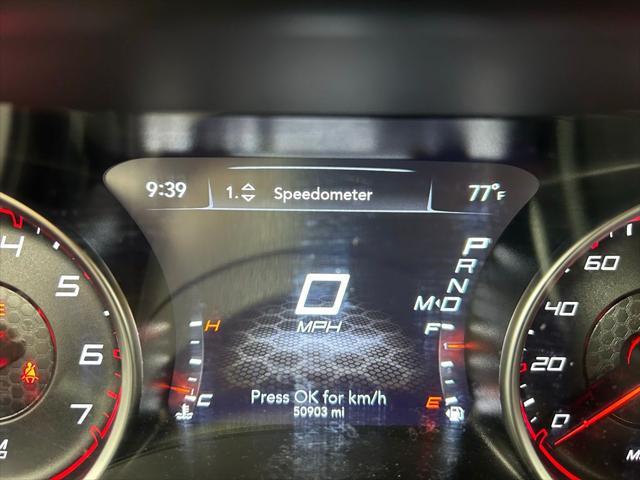 9:39
1. Speedometer
77°F
0
MPH
Press OK for km/h
50903 mi
P
R
N
M D
H
C
F
E
4
5
6
7
60
40
20
0